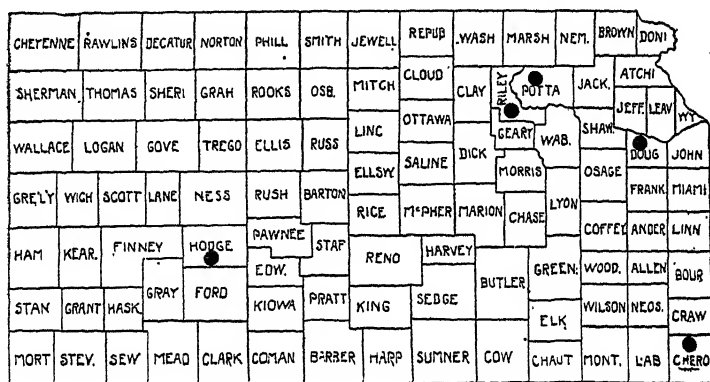 CHEYENNE RAWLINS DECATUR NORTON PHILL SMITH JEWELL REPUB .WASH MARSH NEM. BROWN DONI
SHERMAN THOMAS SHERI GRAH ROOKS OSB. MITCH CLOUD CLAY RILEY POTTA JACK. ATCHI
JEFF. LEAV WY
WALLACE LOGAN GOVE TREGO ELLIS RUSS LINC OTTAWA DICK GEARY WAB. SHAW. DOUG JOHN
GRE'LY WICH SCOTT LANE NESS RUSH BARTON ELLSW SALINE MORRIS OSAGE FRANK MIAMI
RICE McPHER MARION CHASE LYON COFFEY ANDER LINN
HAM KEAR. FINNEY HODGE PAWNEE STAF RENO HARVEY
EDW. BUTLER GREEN: WOOD. ALLEN BOUR
STAN GRANT HASK GRAY FORD KIOWA PRATT KING SEDGE ELK WILSON NEOS. CRAW
MORT STEV. SEW MEAD CLARK COMAN BARBER HARP SUMNER COW CHAUT MONT. LAB CHERO